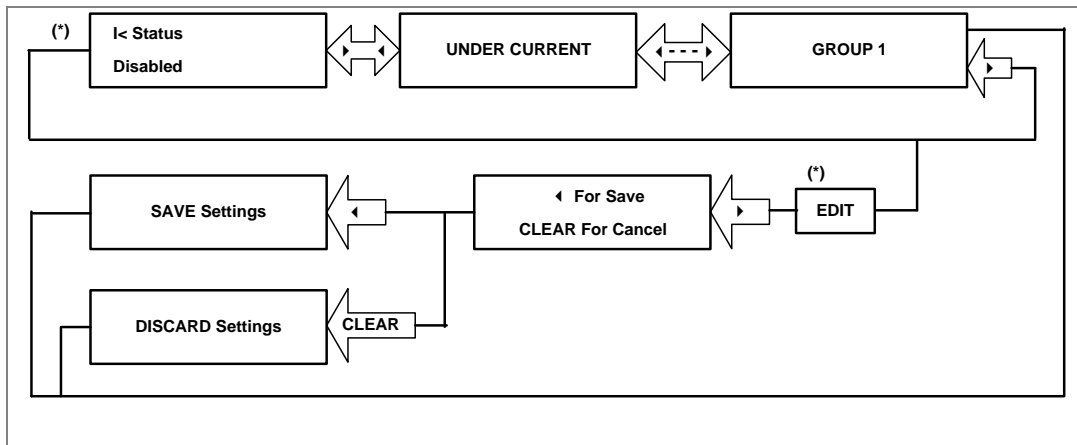 (*)
I< Status
Disabled
UNDER CURRENT
GROUP 1
(*)
SAVE Settings
For Save
CLEAR For Cancel
EDIT
DISCARD Settings
CLEAR